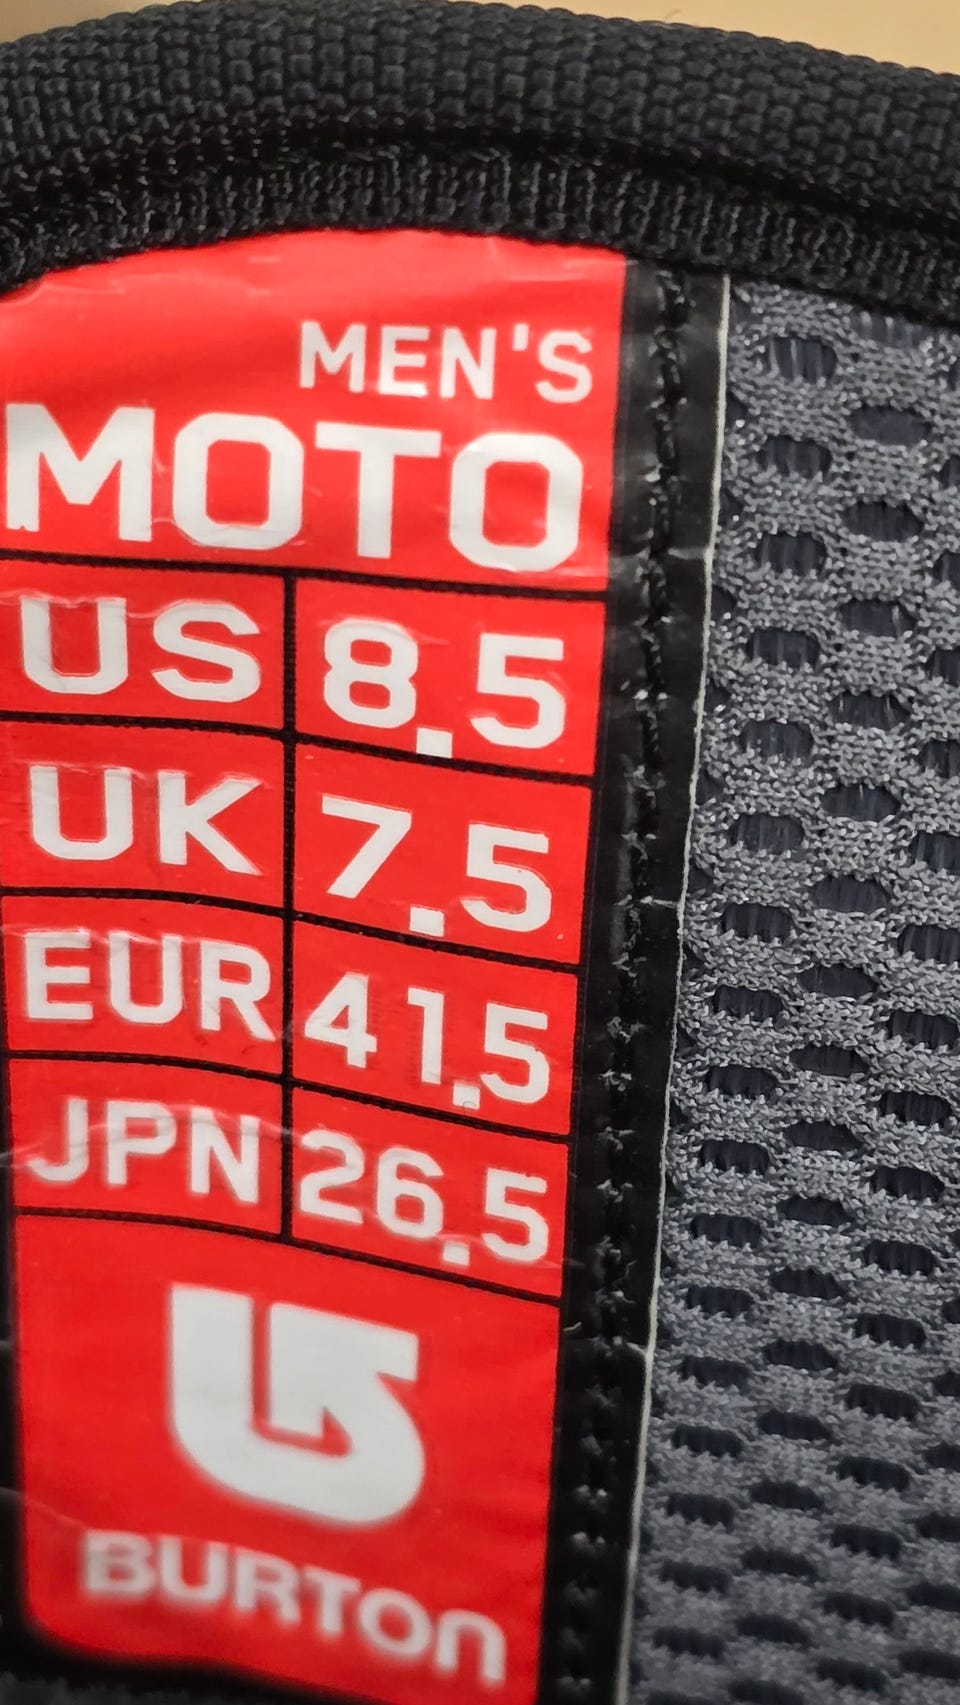 MEN'S
MOTO
US 8.5
UK 7.5
EUR 41.5
JPN 26.5
BURTON